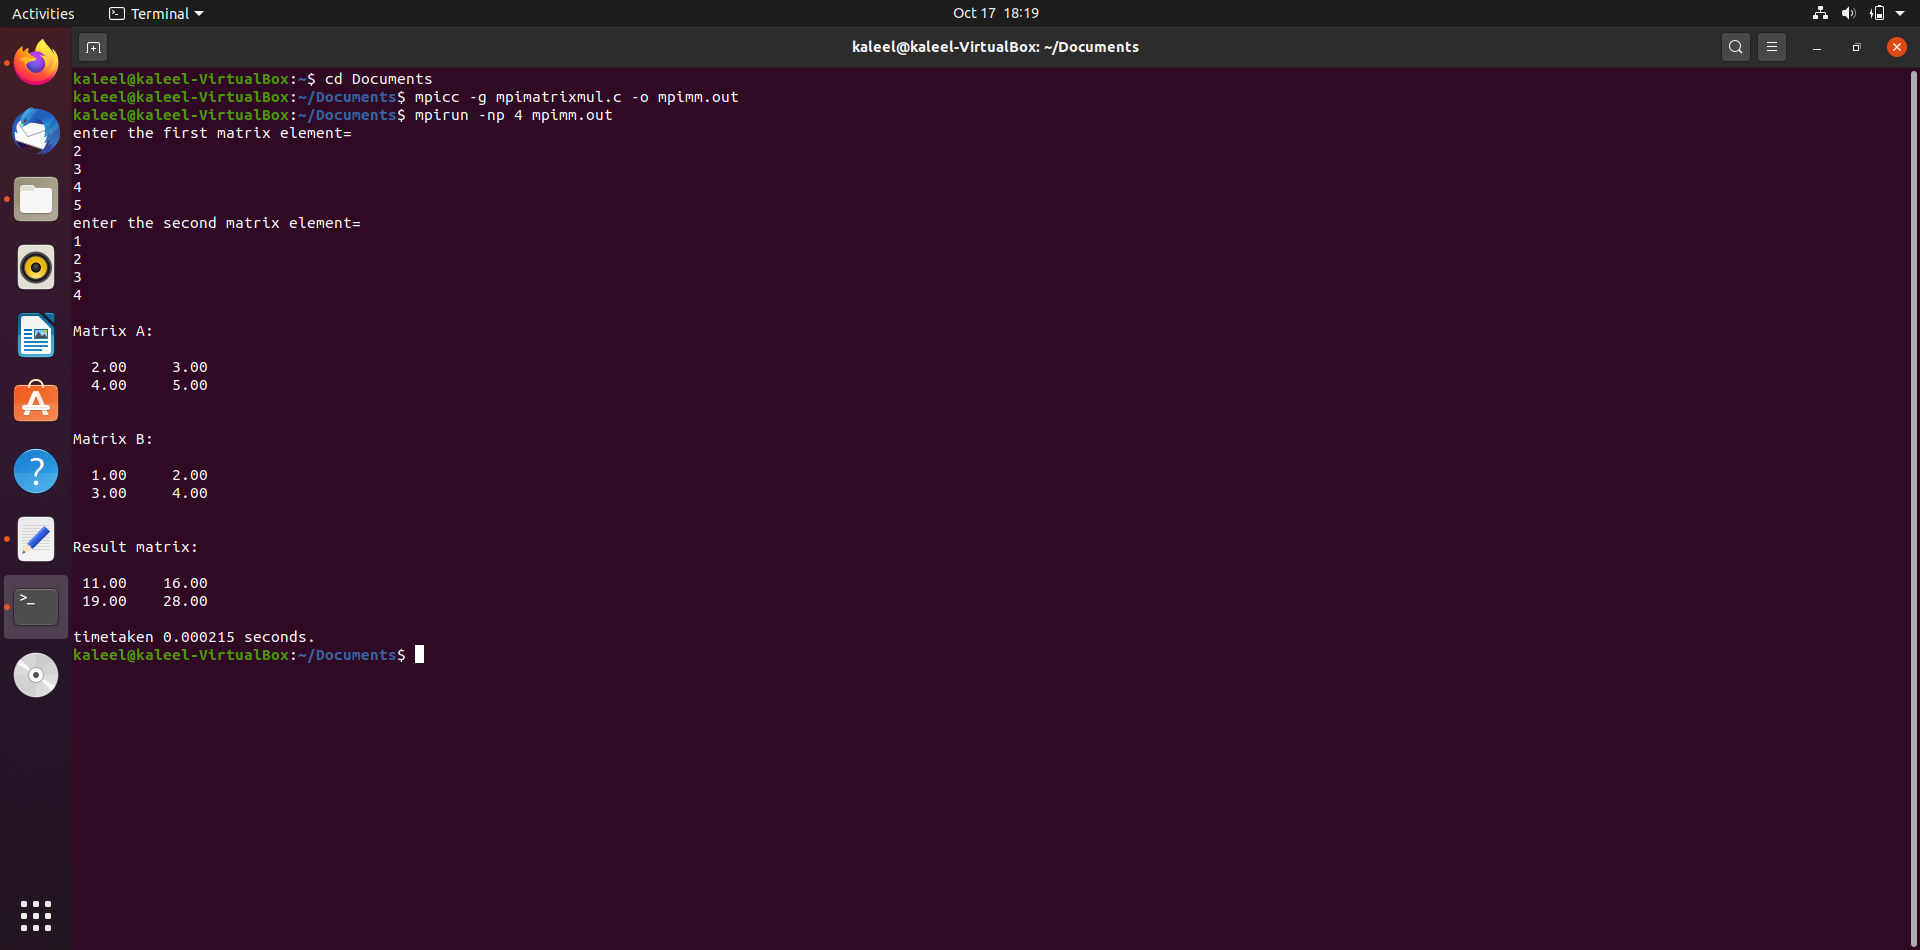 Activities
Terminal
Oct 17 18:19
kaleel@kaleel-VirtualBox: ~/Documents
kaleel@kaleel-VirtualBox:~$ cd Documents
kaleel@kaleel-VirtualBox:~/Documents$ mpicc -g mpimatrixmul.c -o mpimm.out
kaleel@kaleel-VirtualBox:~/Documents$ mpirun -np 4 mpimm.out
enter the first matrix element=
2
3
4
5
enter the second matrix element=
1
2
3
4
Matrix A:
2.00 3.00
4.00 5.00
Matrix B:
1.00 2.00
3.00 4.00
Result matrix:
11.00 16.00
19.00 28.00
timetaken 0.000215 seconds.
kaleel@kaleel-VirtualBox:~/Documents$